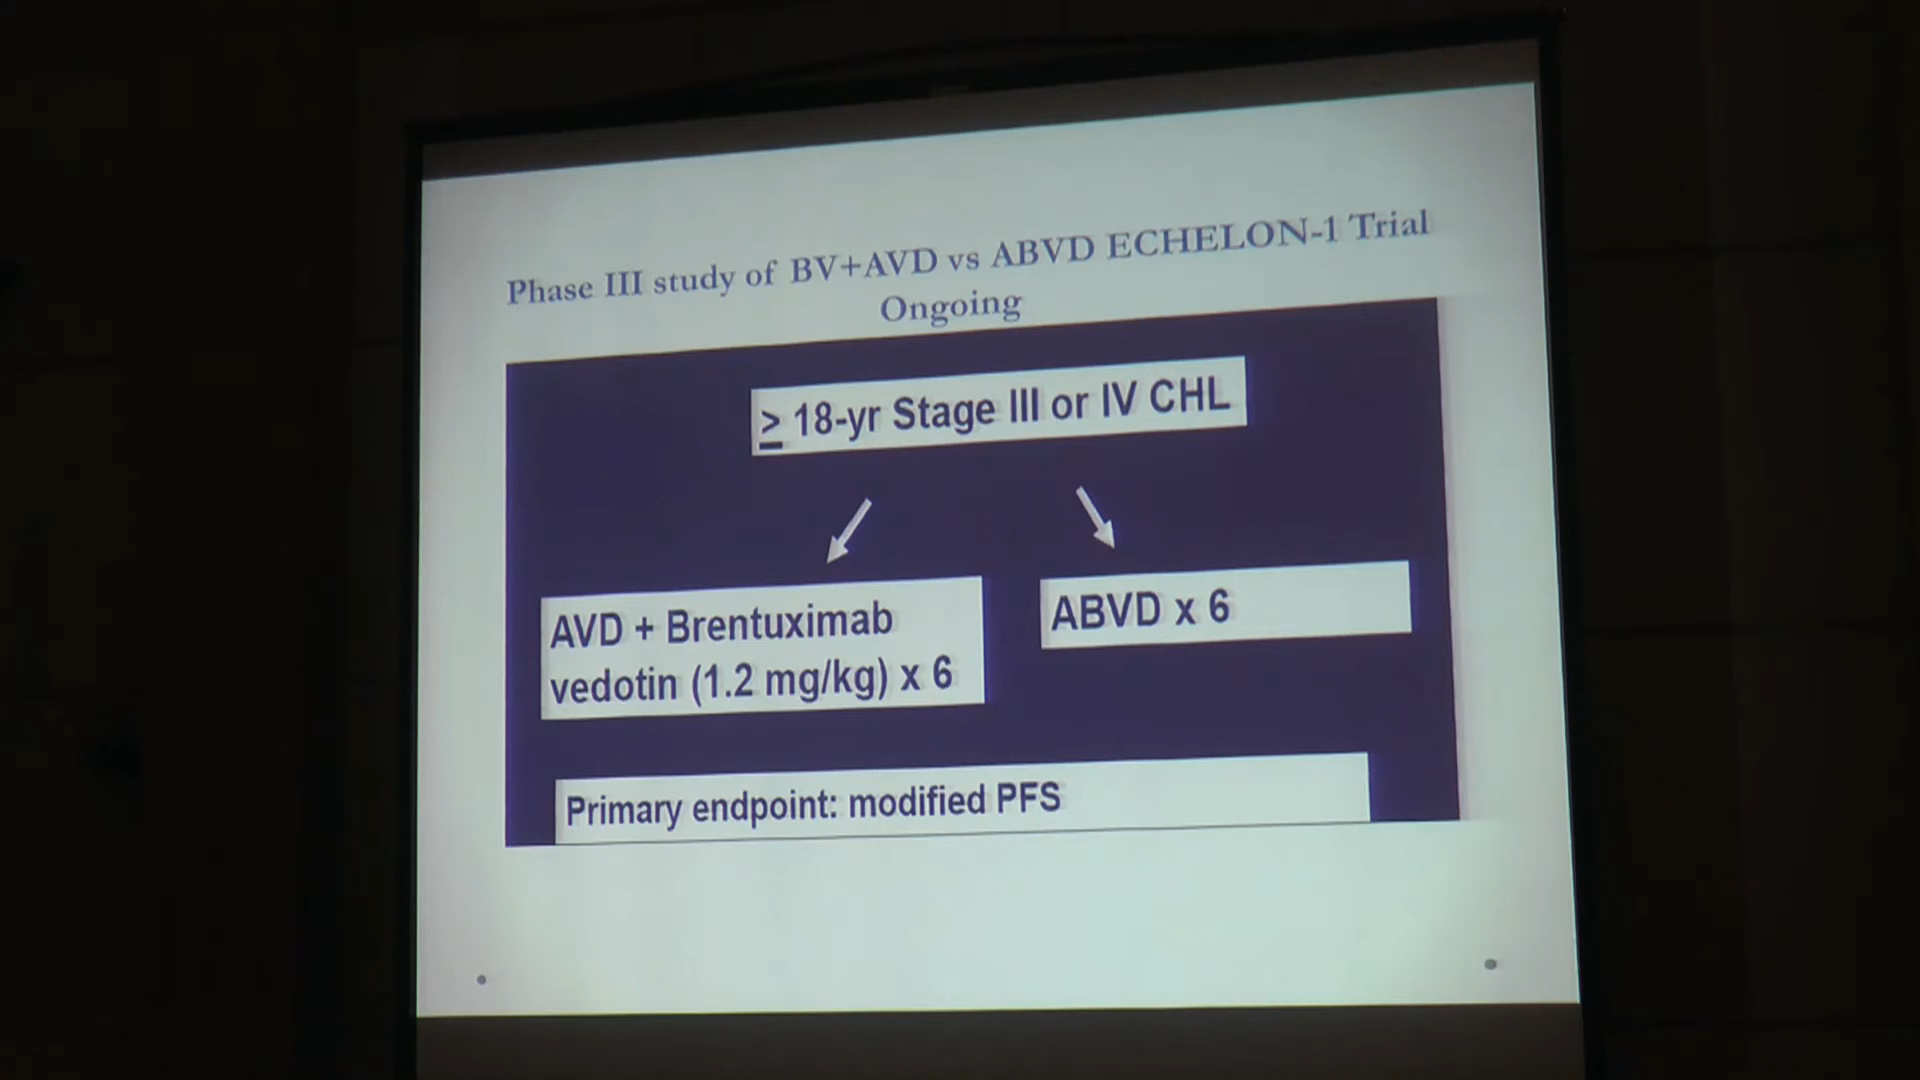 Phase III study of BV+AVD vs ABVD ECHELON-1 Trial
Ongoing
≥ 18-yr Stage III or IV CHL
AVD + Brentuximab
vedotin (1.2 mg/kg) x 6
ABVD x 6
Primary endpoint: modified PFS